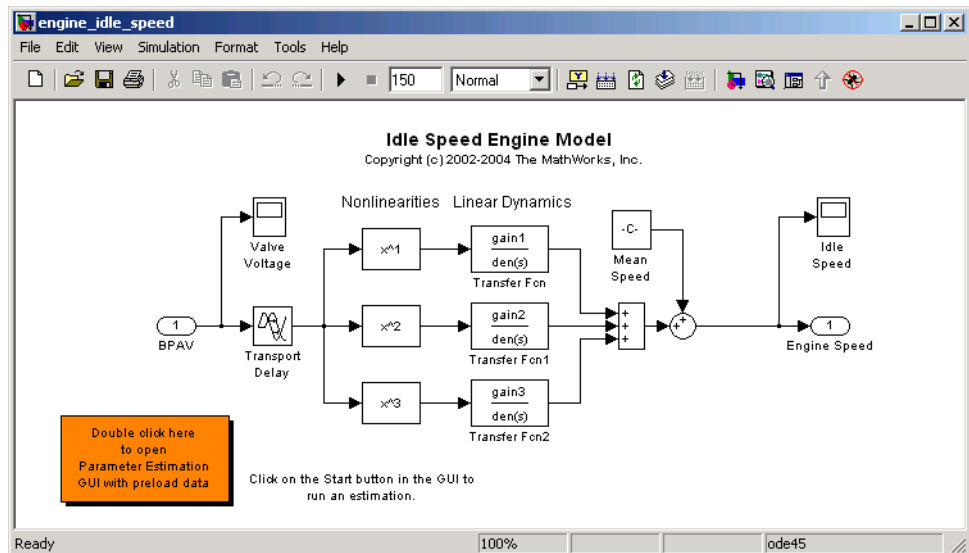 engine_idle_speed
File Edit View Simulation Format Tools Help
150 Normal
Idle Speed Engine Model
Copyright (c) 2002-2004 The MathWorks, Inc.
Nonlinearities Linear Dynamics
Valve
Voltage
x^1
gain1
den(s)
Transfer Fcn
-C-
Mean
Speed
Idle
Speed
1
BPAV
Transport
Delay
x^2
gain2
den(s)
Transfer Fcn1
+
+
+
+
+
1
Engine Speed
x^3
gain3
den(s)
Transfer Fcn2
Double click here
to open
Parameter Estimation
GUI with preload data
Click on the Start button in the GUI to
run an estimation.
Ready 100% ode45